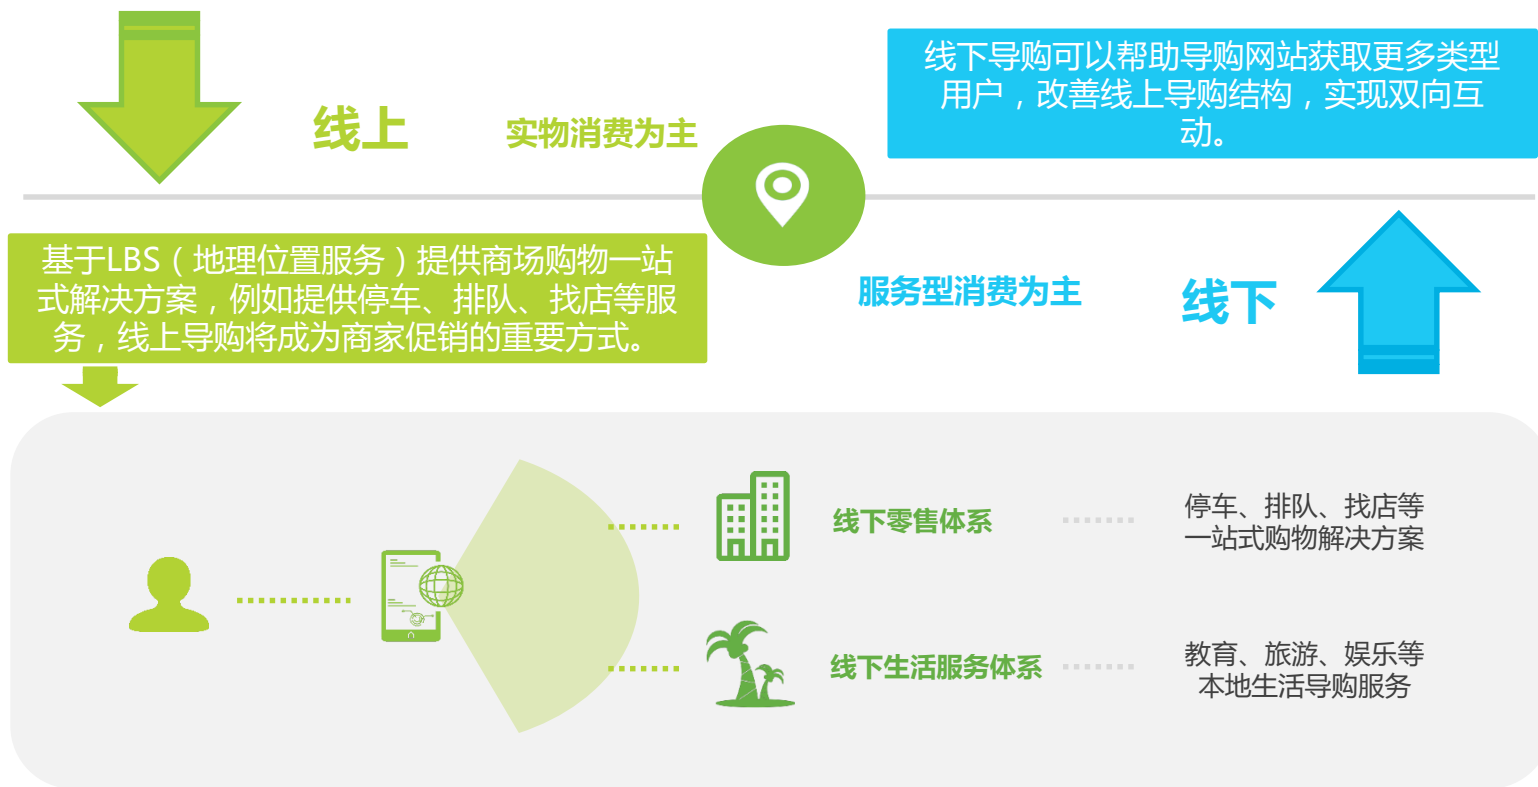 线下导购可以帮助导购网站获取更多类型
用户，改善线上导购结构，实现双向互
动。
线上
实物消费为主
基于LBS（地理位置服务）提供商场购物一站
式解决方案，例如提供停车、排队、找店等服
务，线上导购将成为商家促销的重要方式。
服务型消费为主
线下
线下零售体系
停车、排队、找店等
一站式购物解决方案
线下生活服务体系
教育、旅游、娱乐等
本地生活导购服务